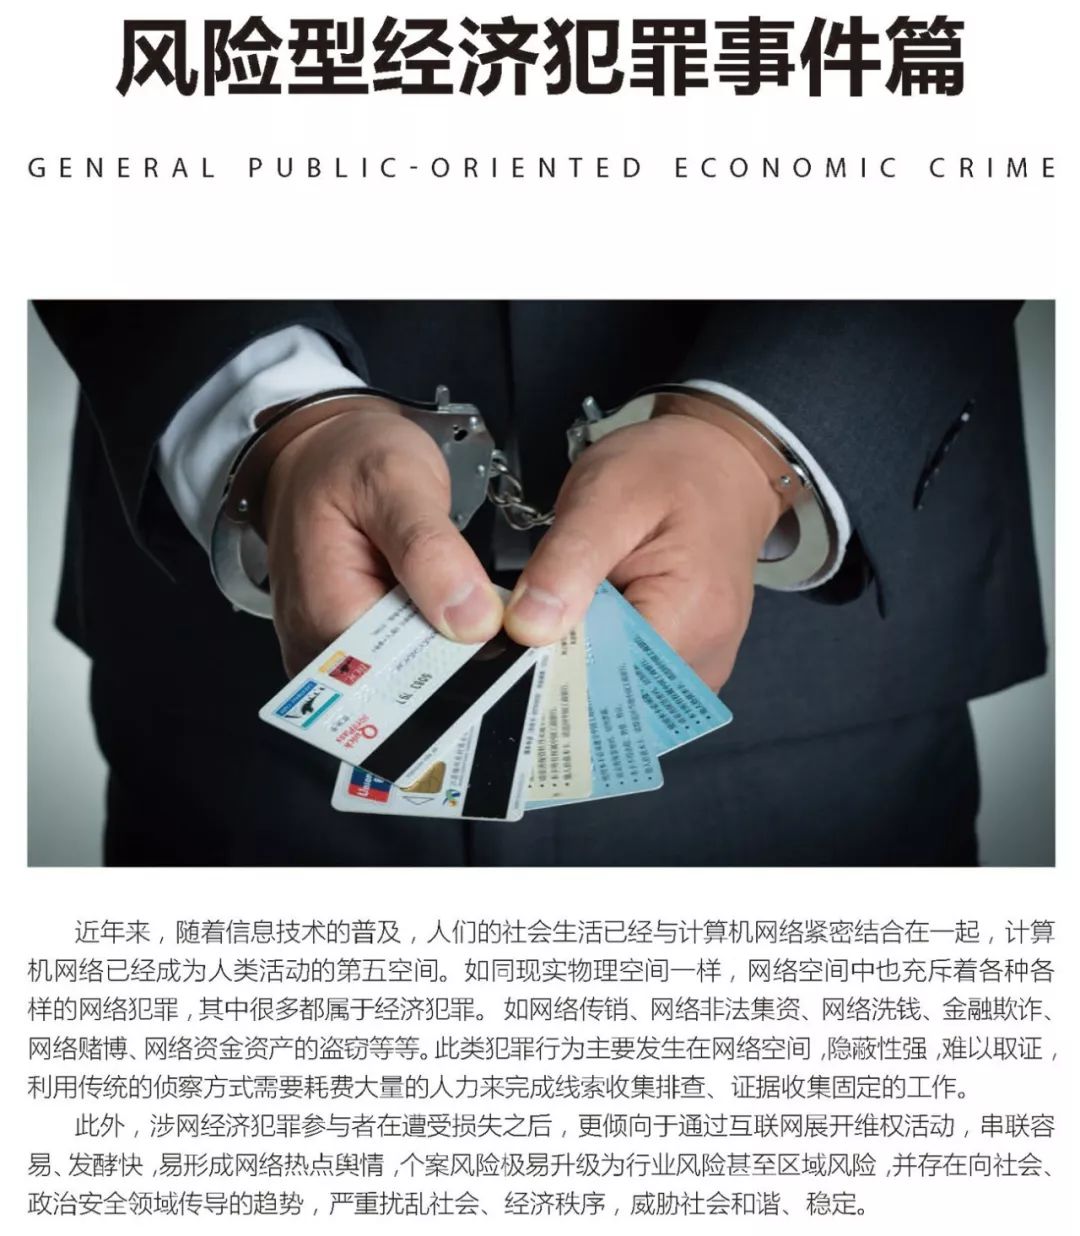 风险型经济犯罪事件篇
GENERAL PUBLIC-ORIENTED ECONOMIC CRIME
6083 797
Quick
近年来，随着信息技术的普及，人们的社会生活已经与计算机网络紧密结合在一起，计算
机网络已经成为人类活动的第五空间。如同现实物理空间一样，网络空间中也充斥着各种各
样的网络犯罪，其中很多都属于经济犯罪。如网络传销、网络非法集资、网络洗钱、金融欺诈、
网络赌博、网络资金资产的盗窃等等。此类犯罪行为主要发生在网络空间，隐蔽性强，难以取证，
利用传统的侦察方式需要耗费大量的人力来完成线索收集排查、证据收集固定的工作。
此外，涉网经济犯罪参与者在遭受损失之后，更倾向于通过互联网展开维权活动，串联容
易、发酵快，易形成网络热点舆情，个案风险极易升级为行业风险甚至区域风险，并存在向社会、
政治安全领域传导的趋势，严重扰乱社会、经济秩序，威胁社会和谐、稳定。